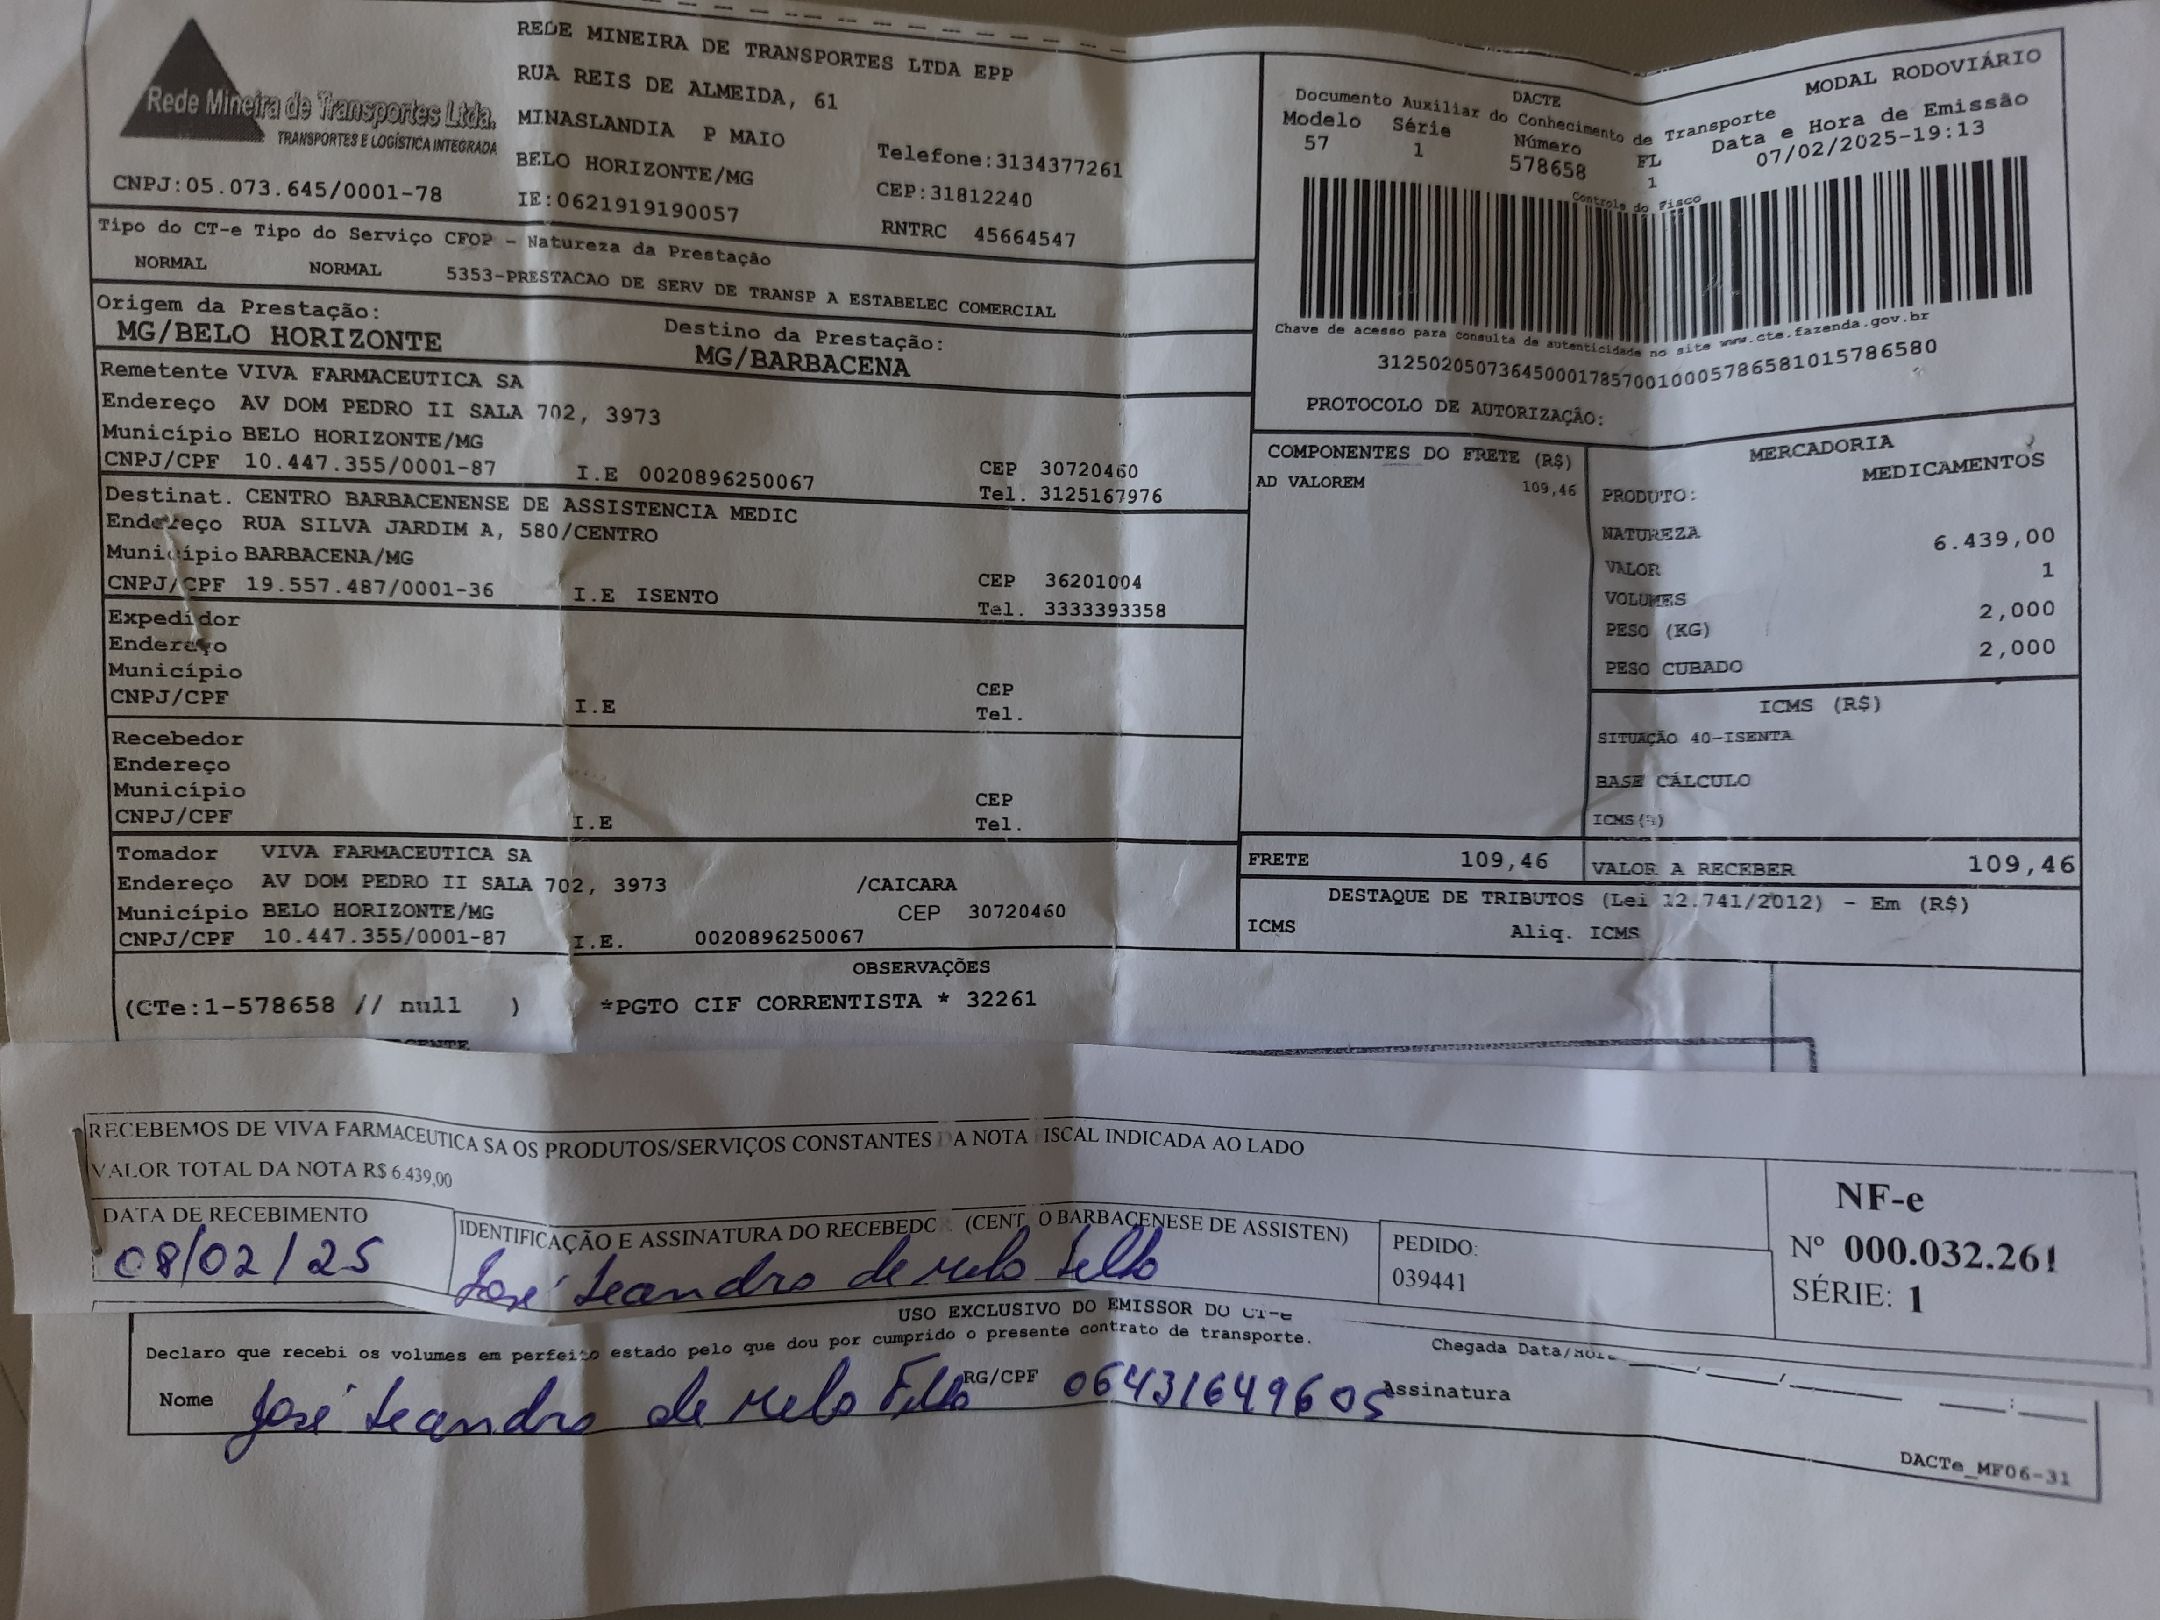 Rede Mineira de Transportes Ltda.
TRANSPORTES E LOGÍSTICA INTEGRADA
CNPJ:05.073.645/0001-78
REDE MINEIRA DE TRANSPORTES LTDA EPP
RUA REIS DE ALMEIDA, 61
MINASLANDIA P MAIO
BELO HORIZONTE/MG
IE:0621919190057
Telefone:3134377261
CEP:31812240
RNTRC 45664547
DACTE
MODAL RODOVIÁRIO
Documento Auxiliar do Conhecimento de Transporte
Modelo Série Número FL Data e Hora de Emissão
57 1 578658 1 07/02/2025-19:13
Controle do Fisco
Chave de acesso para consulta de autenticidade no site www.cte.fazenda.gov.br
31250205073645000178570010005786581015786580
PROTOCOLO DE AUTORIZAÇÃO:
Tipo do CT-e Tipo do Serviço CFOP - Natureza da Prestação
NORMAL NORMAL 5353-PRESTACAO DE SERV DE TRANSP A ESTABELEC COMERCIAL
Origem da Prestação:
MG/BELO HORIZONTE
Destino da Prestação:
MG/BARBACENA
Remetente VIVA FARMACEUTICA SA
Endereço AV DOM PEDRO II SALA 702, 3973
Município BELO HORIZONTE/MG
CEP 30720460
CNPJ/CPF 10.447.355/0001-87 I.E 0020896250067 Tel. 3125167976
Destinat. CENTRO BARBACENENSE DE ASSISTENCIA MEDIC
Endereço RUA SILVA JARDIM A, 580/CENTRO
Município BARBACENA/MG
CEP 36201004
CNPJ/CPF 19.557.487/0001-36 I.E ISENTO Tel. 3333393358
Expedidor
Endereço
Município
CEP
CNPJ/CPF I.E Tel.
Recebedor
Endereço
Município
CEP
CNPJ/CPF I.E Tel.
Tomador VIVA FARMACEUTICA SA
Endereço AV DOM PEDRO II SALA 702, 3973 /CAICARA
Município BELO HORIZONTE/MG CEP 30720460
CNPJ/CPF 10.447.355/0001-87 I.E. 0020896250067
COMPONENTES DO FRETE (R$)
AD VALOREM 109,46
MERCADORIA
PRODUTO: MEDICAMENTOS
NATUREZA
VALOR 6.439,00
VOLUMES 1
PESO (KG) 2,000
PESO CUBADO 2,000
ICMS (R$)
SITUAÇÃO 40-ISENTA
BASE CÁLCULO
ICMS(%)
FRETE 109,46 VALOR A RECEBER 109,46
DESTAQUE DE TRIBUTOS (Lei 12.741/2012) - Em (R$)
ICMS Aliq. ICMS
OBSERVAÇÕES
(CTe:1-578658 // null ) *PGTO CIF CORRENTISTA * 32261
RECEBEMOS DE VIVA FARMACEUTICA SA OS PRODUTOS/SERVIÇOS CONSTANTES DA NOTA FISCAL INDICADA AO LADO
VALOR TOTAL DA NOTA R$ 6.439,00
DATA DE RECEBIMENTO
08/02/25
IDENTIFICAÇÃO E ASSINATURA DO RECEBEDOR (CENTRO BARBACENESE DE ASSISTEN)
José Leandro de Melo Filho
PEDIDO:
039441
NF-e
Nº 000.032.261
SÉRIE: 1
USO EXCLUSIVO DO EMISSOR DO CT-e
Declaro que recebi os volumes em perfeito estado pelo que dou por cumprido o presente contrato de transporte.
Chegada Data/Hora
Nome José Leandro de Melo Filho RG/CPF 06431649605 Assinatura
DACTe_MF06-31